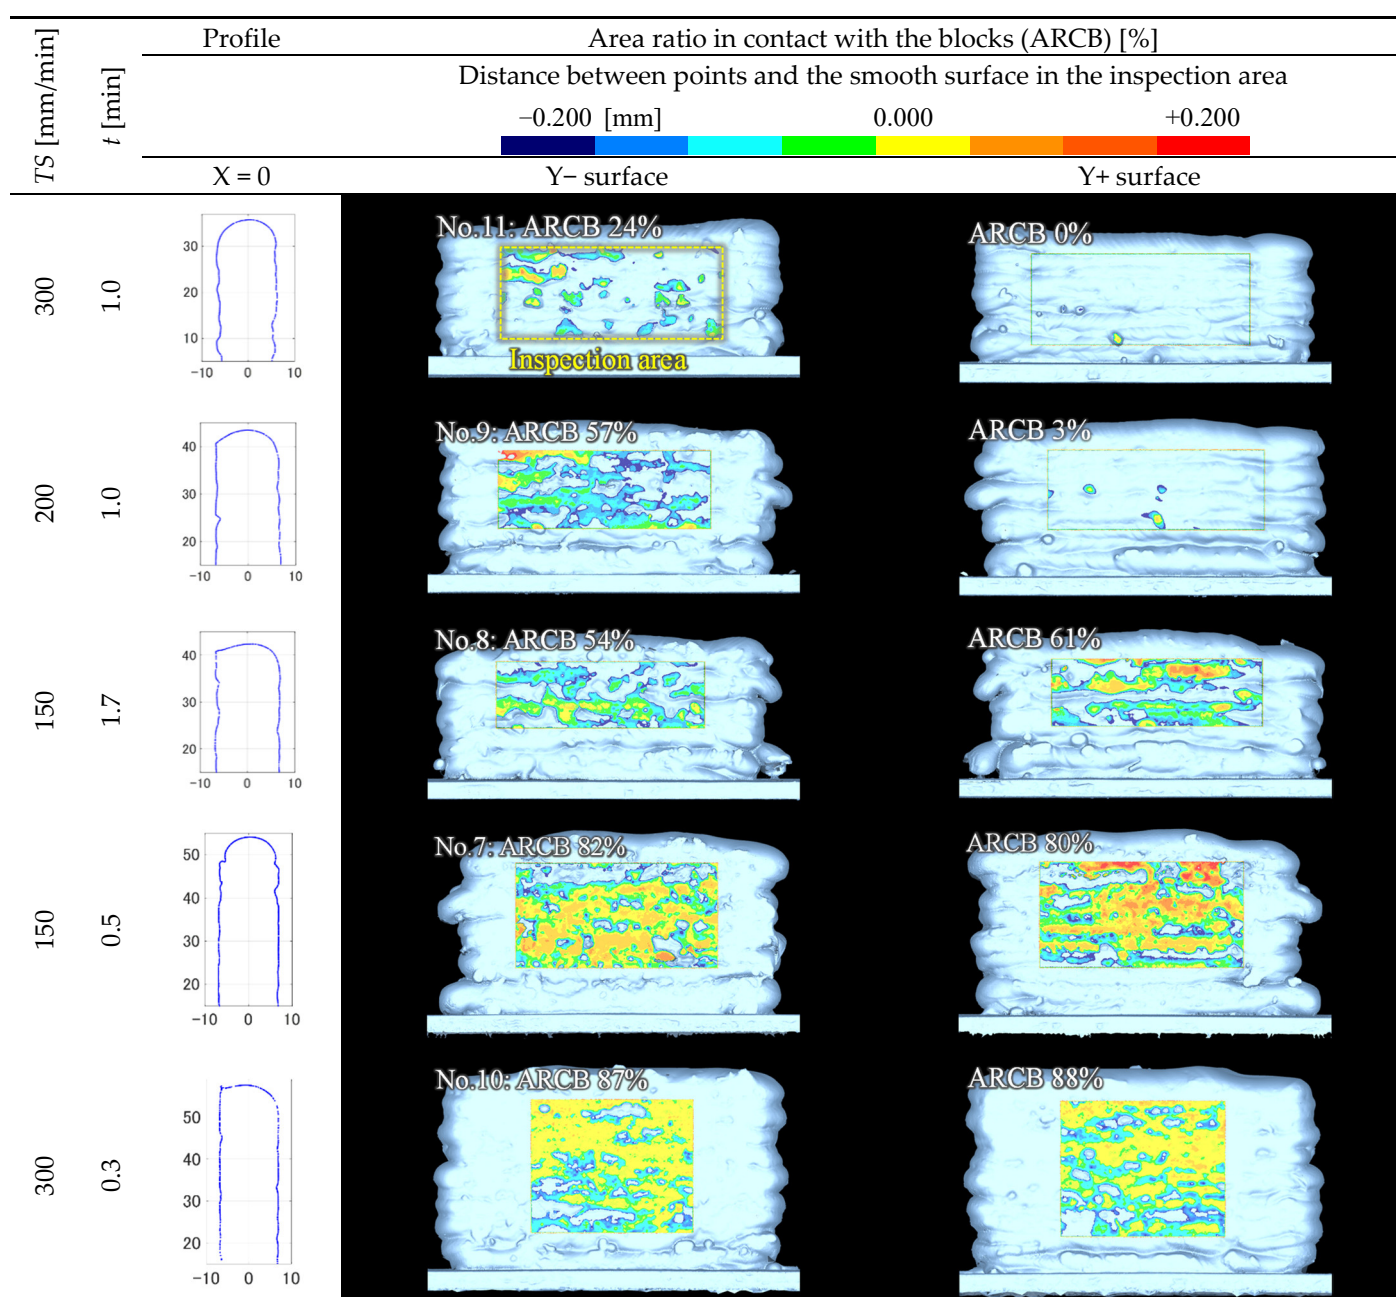 TS [mm/min]
t [min]
Profile
Area ratio in contact with the blocks (ARCB) [%]
Distance between points and the smooth surface in the inspection area
−0.200 [mm] 0.000 +0.200
X = 0
Y− surface
Y+ surface
300
1.0
30
20
10
−10 0 10
No.11: ARCB 24%
Inspection area
ARCB 0%
200
1.0
40
30
20
−10 0 10
No.9: ARCB 57%
ARCB 3%
150
1.7
40
30
20
−10 0 10
No.8: ARCB 54%
ARCB 61%
150
0.5
50
40
30
20
−10 0 10
No.7: ARCB 82%
ARCB 80%
300
0.3
50
40
30
20
−10 0 10
No.10: ARCB 87%
ARCB 88%